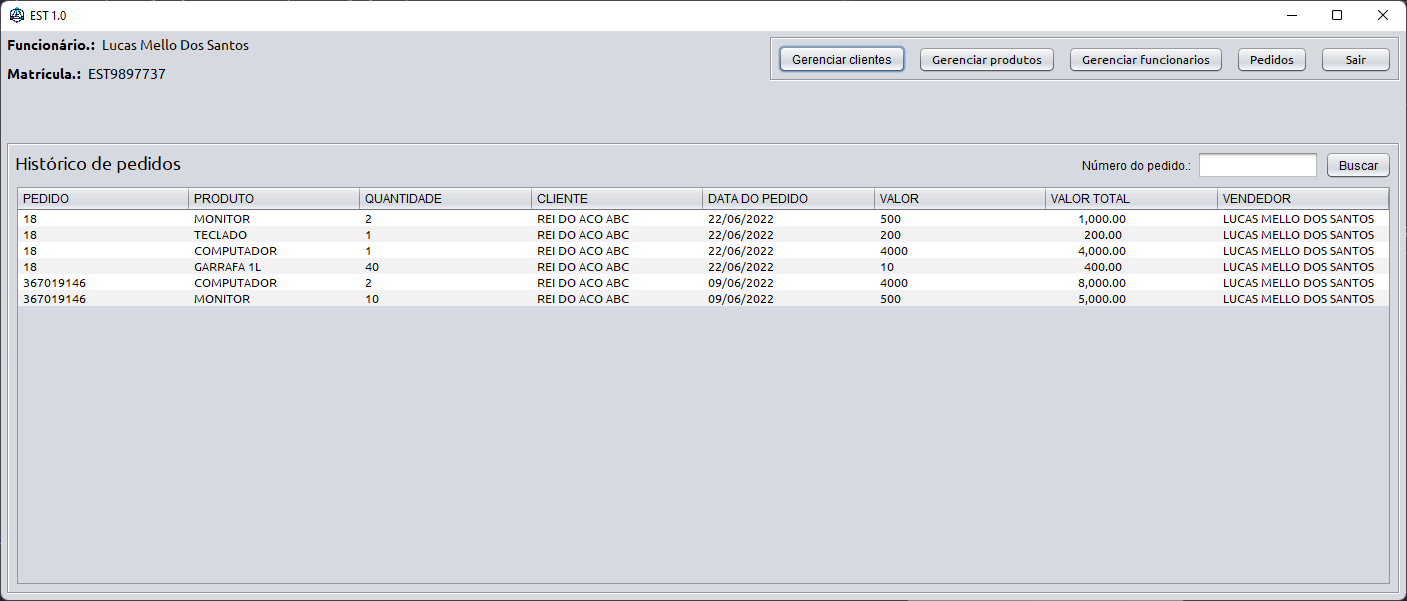 EST 1.0
Funcionário.: Lucas Mello Dos Santos
Matrícula.: EST9897737
Gerenciar clientes Gerenciar produtos Gerenciar funcionarios Pedidos Sair
Histórico de pedidos Número do pedido.: Buscar
PEDIDO PRODUTO QUANTIDADE CLIENTE DATA DO PEDIDO VALOR VALOR TOTAL VENDEDOR
18 MONITOR 2 REI DO ACO ABC 22/06/2022 500 1,000.00 LUCAS MELLO DOS SANTOS
18 TECLADO 1 REI DO ACO ABC 22/06/2022 200 200.00 LUCAS MELLO DOS SANTOS
18 COMPUTADOR 1 REI DO ACO ABC 22/06/2022 4000 4,000.00 LUCAS MELLO DOS SANTOS
18 GARRAFA 1L 40 REI DO ACO ABC 22/06/2022 10 400.00 LUCAS MELLO DOS SANTOS
367019146 COMPUTADOR 2 REI DO ACO ABC 09/06/2022 4000 8,000.00 LUCAS MELLO DOS SANTOS
367019146 MONITOR 10 REI DO ACO ABC 09/06/2022 500 5,000.00 LUCAS MELLO DOS SANTOS